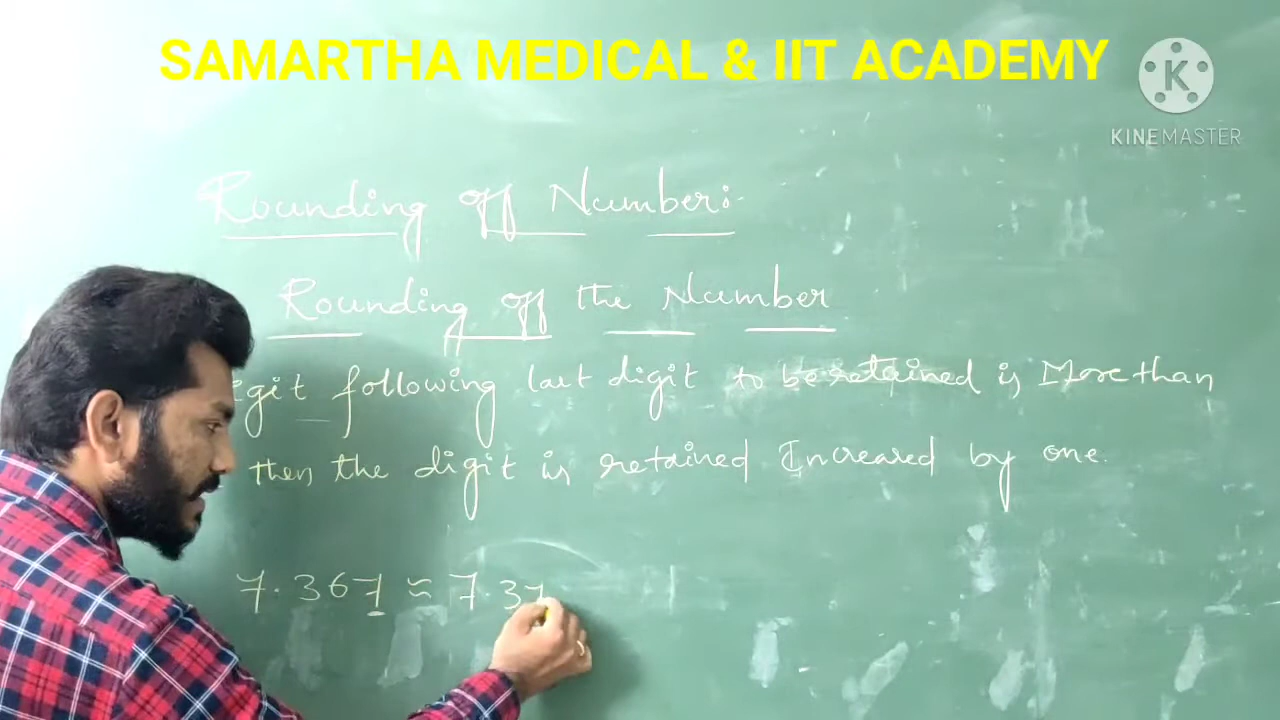 SAMARTHA MEDICAL & IIT ACADEMY
K
KINEMASTER
Rounding off Number:-
Rounding off the Number
igit following last digit to be retained is More than
then the digit is retained Increased by one.
7.367 ≈ 7.37